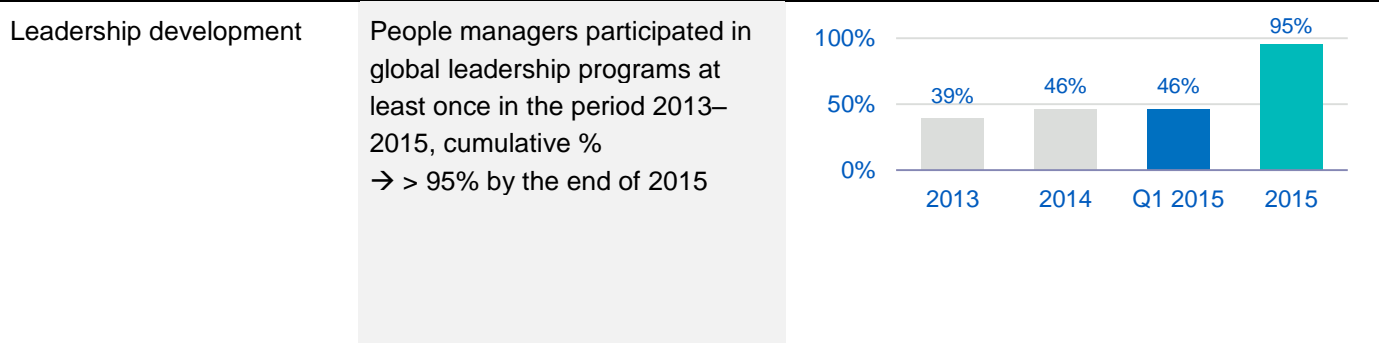 Leadership development
People managers participated in
global leadership programs at
least once in the period 2013–
2015, cumulative %
→ > 95% by the end of 2015
100%
50%
0%
39%
46%
46%
95%
2013
2014
Q1 2015
2015